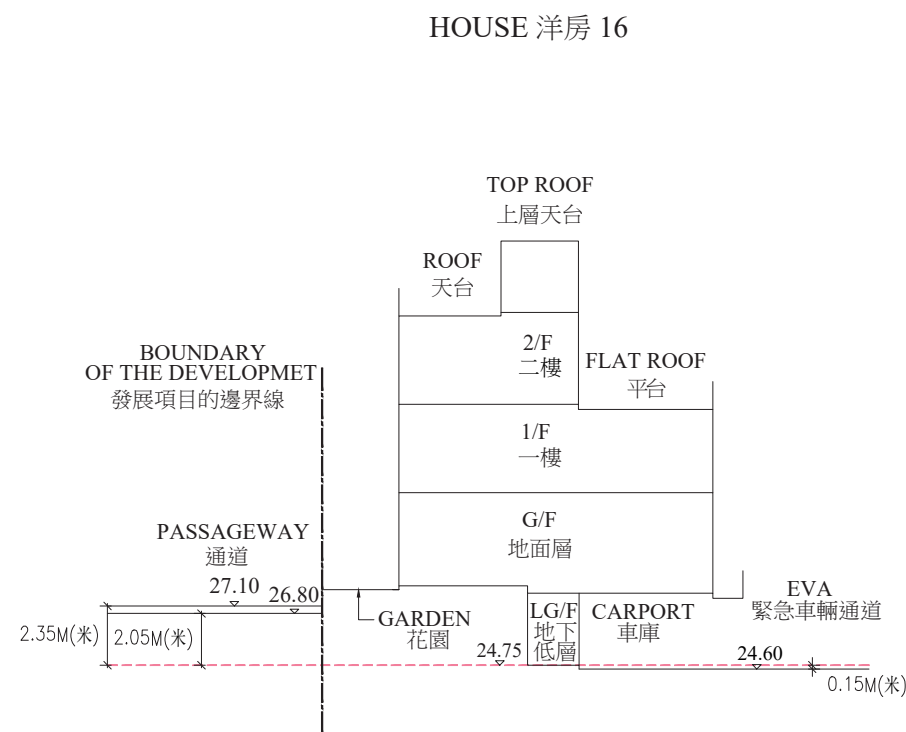 HOUSE 洋房 16
TOP ROOF
上層天台
ROOF
天台
2/F
二樓
FLAT ROOF
平台
BOUNDARY
OF THE DEVELOPMET
發展項目的邊界線
1/F
一樓
G/F
地面層
PASSAGEWAY
通道
27.10
26.80
2.35M(米)
2.05M(米)
GARDEN
花園
LG/F
地下
低層
CARPORT
車庫
EVA
緊急車輛通道
24.75
24.60
0.15M(米)